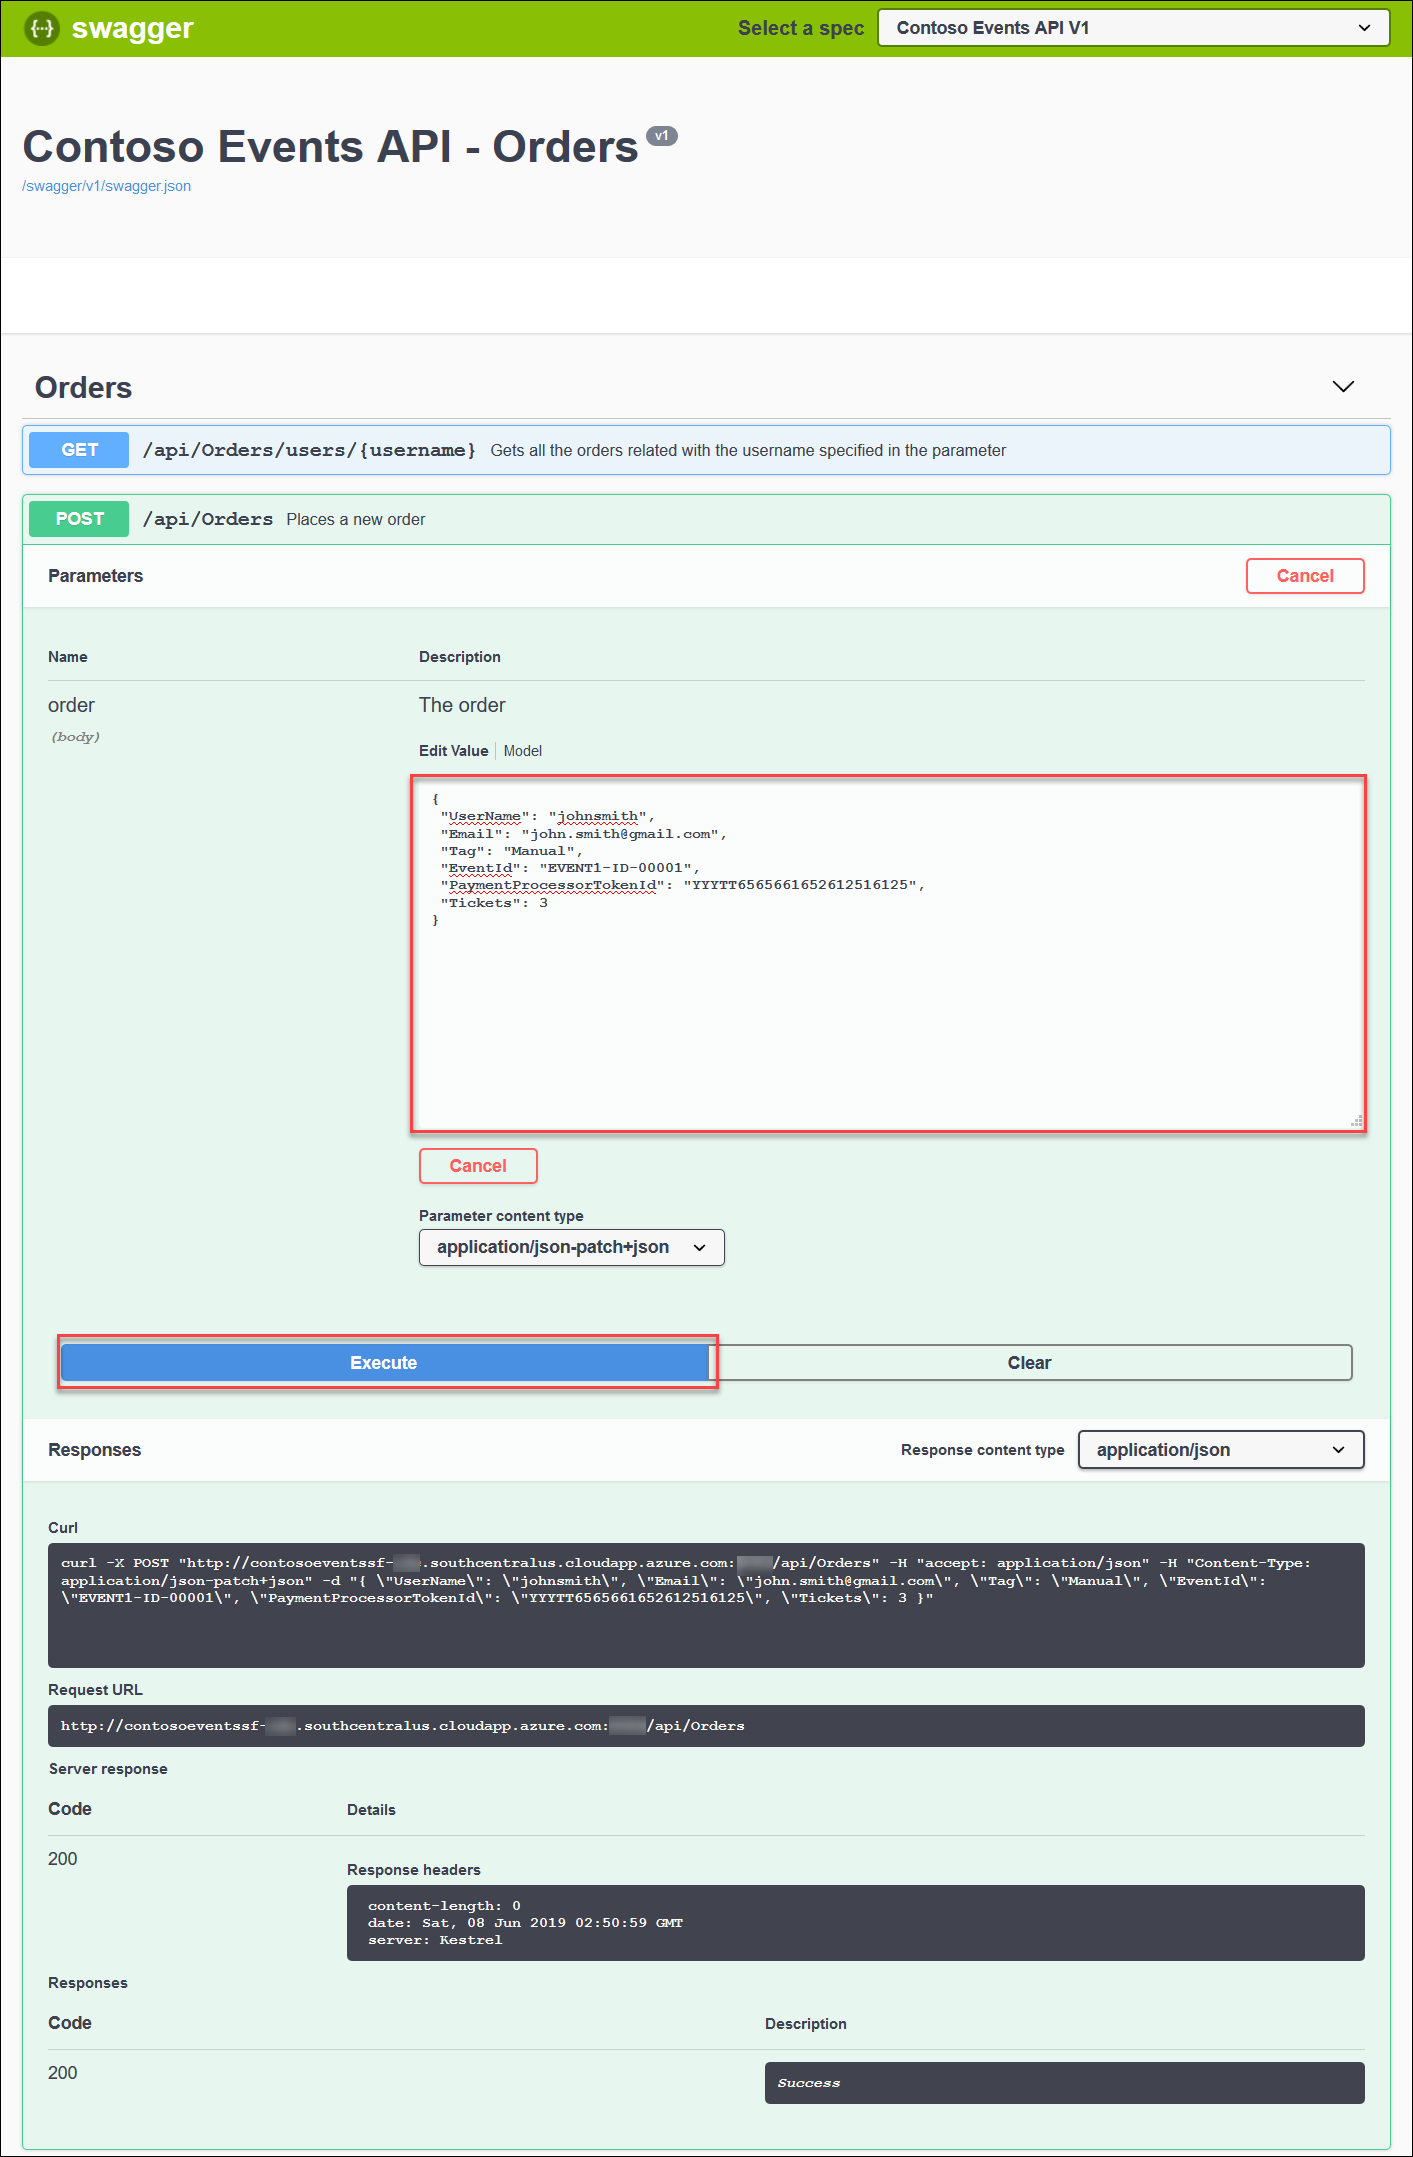 {···} swagger
Select a spec
Contoso Events API V1
Contoso Events API - Orders v1
/swagger/v1/swagger.json
Orders
GET /api/Orders/users/{username} Gets all the orders related with the username specified in the parameter
POST /api/Orders Places a new order
Parameters
Cancel
Name Description
order
(body)
The order
Edit Value Model
{
"UserName": "johnsmith",
"Email": "john.smith@gmail.com",
"Tag": "Manual",
"EventId": "EVENT1-ID-00001",
"PaymentProcessorTokenId": "YYYTT6565661652612516125",
"Tickets": 3
}
Cancel
Parameter content type
application/json-patch+json
Execute Clear
Responses
Response content type
application/json
Curl
curl -X POST "http://contosoeventssf- .southcentralus.cloudapp.azure.com: /api/Orders" -H "accept: application/json" -H "Content-Type:
application/json-patch+json" -d "{ \"UserName\": \"johnsmith\", \"Email\": \"john.smith@gmail.com\", \"Tag\": \"Manual\", \"EventId\":
\"EVENT1-ID-00001\", \"PaymentProcessorTokenId\": \"YYYTT6565661652612516125\", \"Tickets\": 3 }"
Request URL
http://contosoeventssf- .southcentralus.cloudapp.azure.com: /api/Orders
Server response
Code Details
200
Response headers
content-length: 0
date: Sat, 08 Jun 2019 02:50:59 GMT
server: Kestrel
Responses
Code Description
200
Success